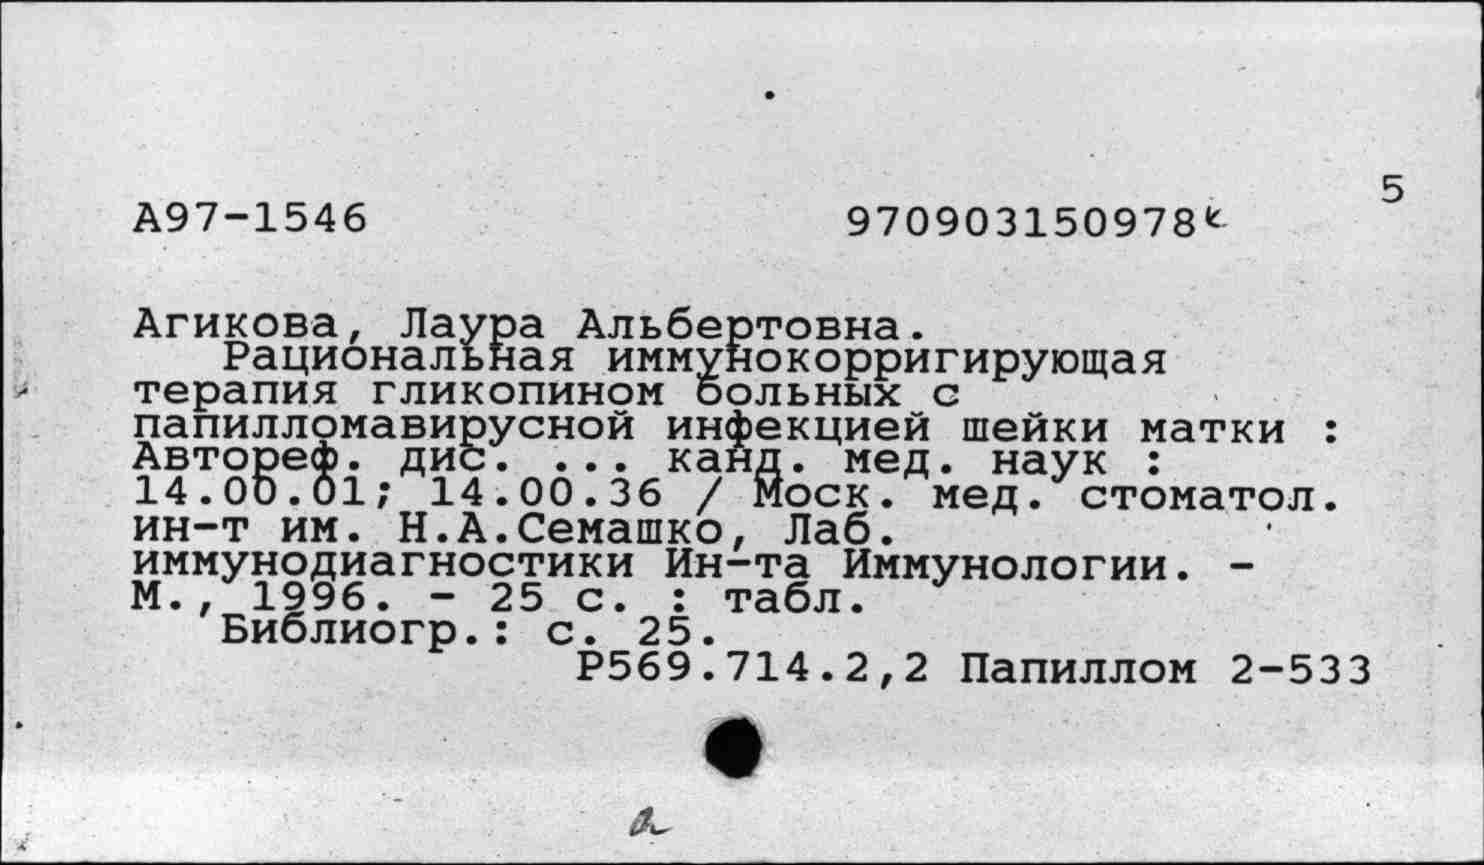 5
А97-1546 970903150978
Агикова, Лаура Альбертовна.
Рациональная иммунокорригирующая
терапия гликопином больных с
папилломавирусной инфекцией шейки матки :
Автореф. дис. ... канд. мед. наук :
14.00.01; 14.00.36 / Моск. мед. стоматол.
ин-т им. Н.А.Семашко, Лаб.
иммунодиагностики Ин-та Иммунологии. -
М., 1996. - 25 с. : табл.
Библиогр.: с. 25.
Р569.714.2,2 Папиллом 2-533